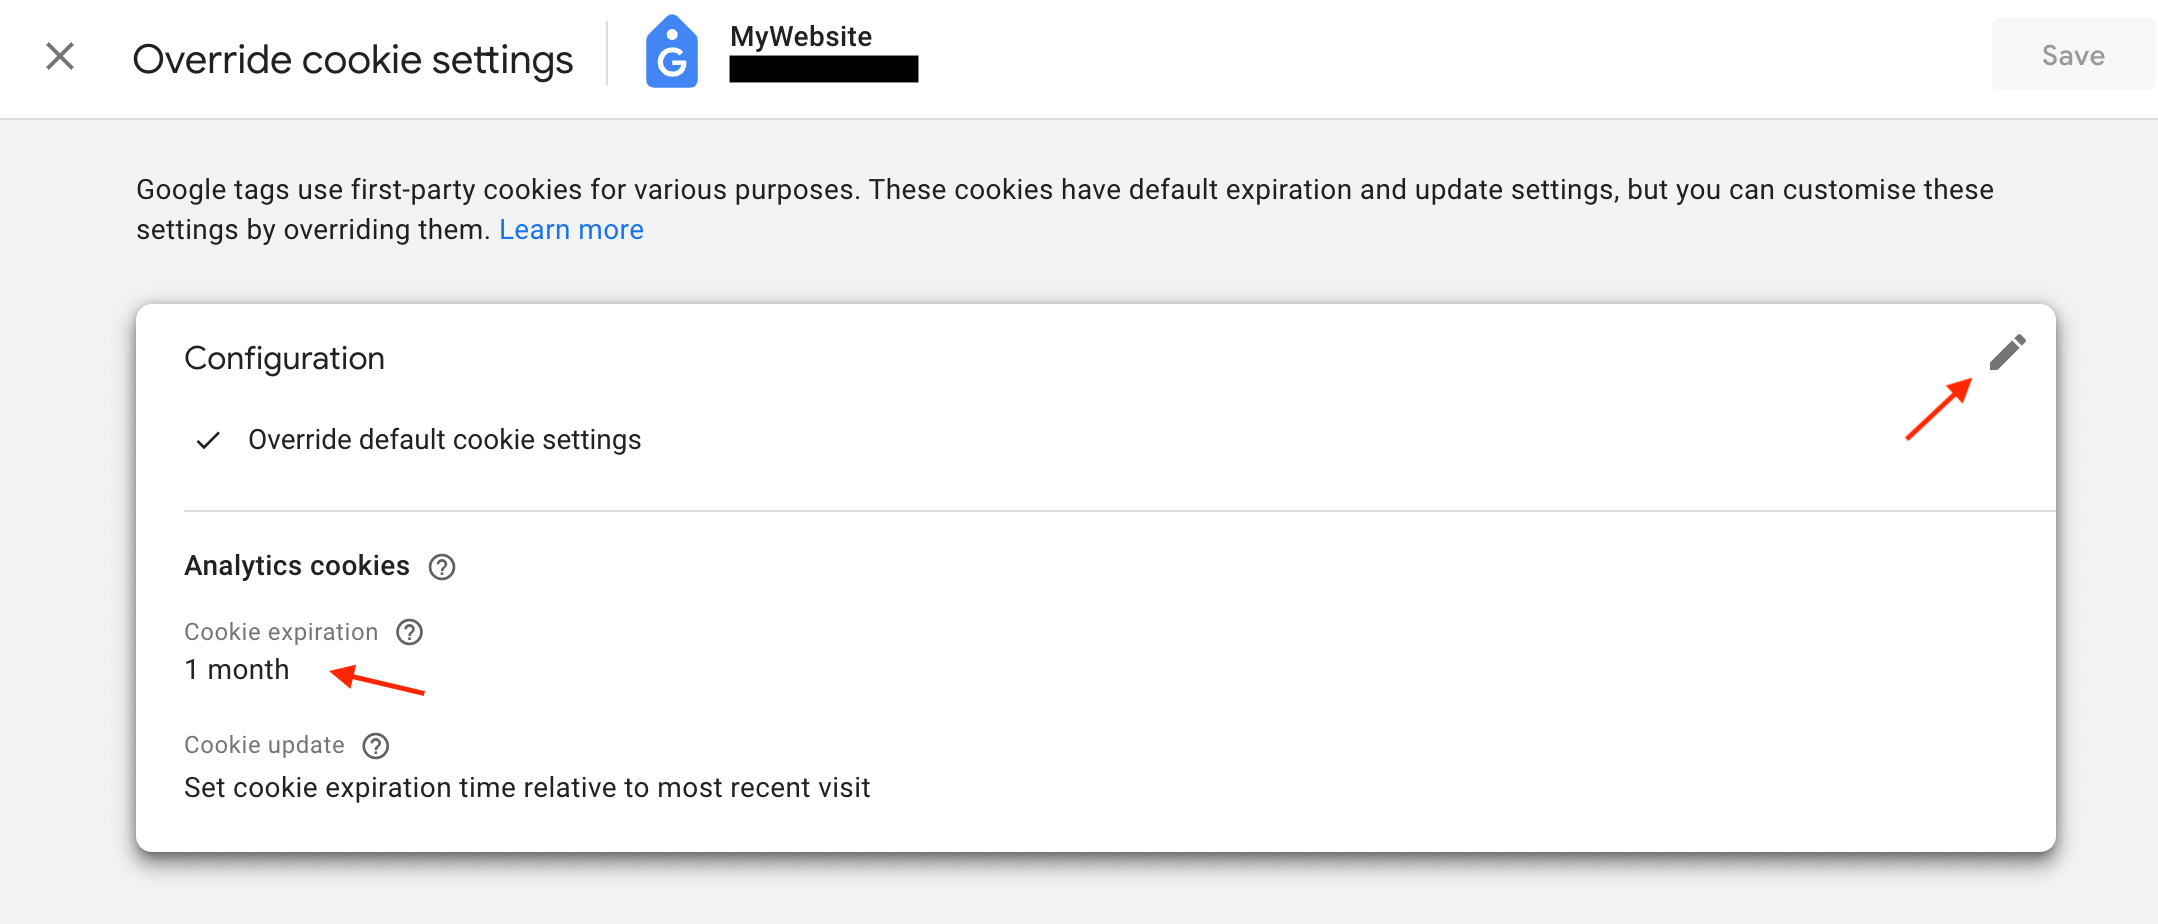 Override cookie settings
MyWebsite
Save
Google tags use first-party cookies for various purposes. These cookies have default expiration and update settings, but you can customise these
settings by overriding them. Learn more
Configuration
Override default cookie settings
Analytics cookies
Cookie expiration
1 month
Cookie update
Set cookie expiration time relative to most recent visit